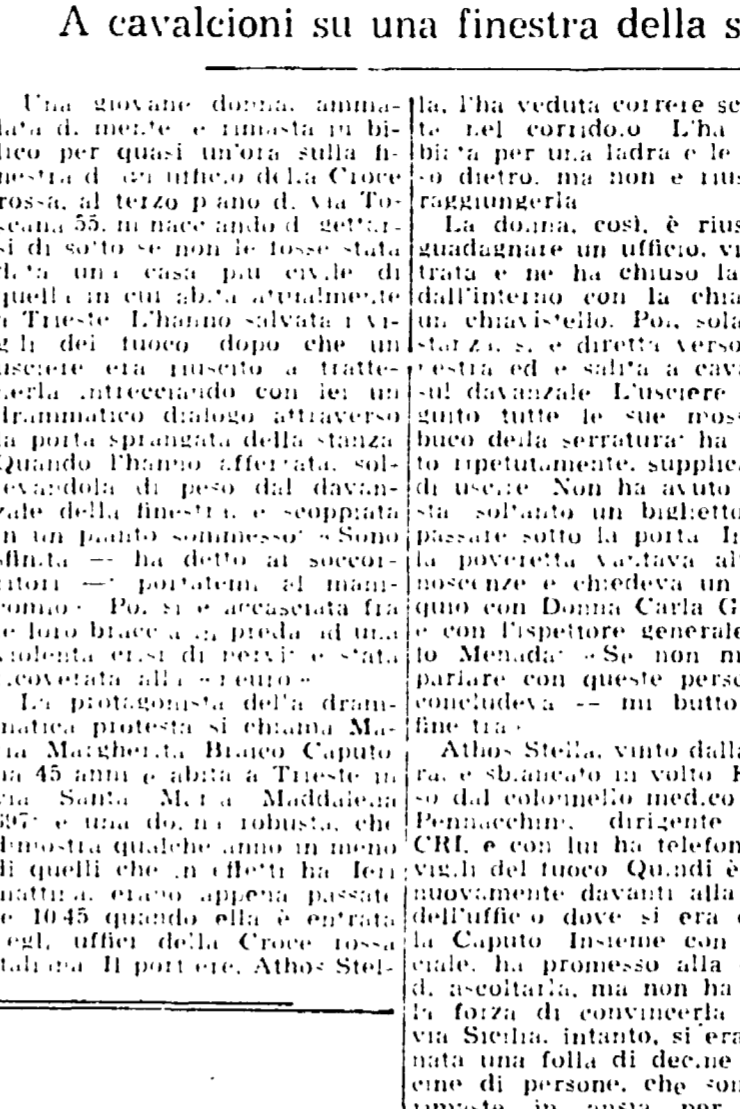 A cavalcioni su una finestra della s
Una giovane donna, amma-
lata di mente e rimasta in bi-
lico per quasi un'ora sulla fi-
nestra di un ufficio della Croce
rossa, al terzo piano di via To-
scana 55, minacciando di gettar-
si di sotto se non le fosse stata
data una casa piu civile di
quella in cui abita attualmente
a Trieste L'hanno salvata i vi-
gili del fuoco dopo che un
usciere era riuscito a tratte-
nerla intrecciando con lei un
drammatico dialogo attraverso
la porta sprangata della stanza
Quando l'hanno afferrata, sol-
levandola di peso dal davan-
zale della finestra, e scoppiata
in un pianto sommesso: «Sono
sfinita — ha detto ai soccor-
ritori —: portatemi al mani-
comio» Poi si e accasciata fra
le loro braccia in preda ad una
violenta crisi di nervi: e stata
ricoverata alla «neuro»
La protagonista della dram-
matica protesta si chiama Ma-
ria Margherita Bianco Caputo
ha 45 anni e abita a Trieste in
via Santa Maria Maddalena
697: e una donna robusta, che
dimostra qualche anno in meno
di quelli che in effetti ha Ieri
mattina, erano appena passate
le 10.45 quando ella è entrata
negli uffici della Croce rossa
italiana Il portiere, Athos Stel-
la, l'ha veduta correre sc
te nel corridoio L'ha
biata per una ladra e le
so dietro, ma non e rius
raggiungerla
La donna, così, è rius
guadagnare un ufficio, vi
trata e ne ha chiuso la
dall'interno con la chia
un chiavistello. Poi, sola
stanza, si e diretta verso
nestra ed e salita a cava
sul davanzale L'usciere
guito tutte le sue moss
buco della serratura: ha
to ripetutamente, supplica
di uscire Non ha avuto
sta soltanto un biglietto
passare sotto la porta In
la poveretta vantava al
noscenze e chiedeva un
quio con Donna Carla G
e con l'ispettore generale
lo Menada: «Se non m
parlare con queste perso
concludeva — mi butto
fine tra»
Athos Stella, vinto dalla
ra, e sbiancato in volto
so dal colonnello medico
Pennacchini, dirigente
CRI, e con lui ha telefon
vigili del fuoco Quindi è
nuovamente davanti alla
dell'ufficio dove si era
la Caputo Insieme con
ciale, ha promesso alla
di ascoltarla, ma non ha
la forza di convincerla
via Sicilia, intanto, si era
nata una folla di decine
cine di persone, che son
rimaste in ansia per